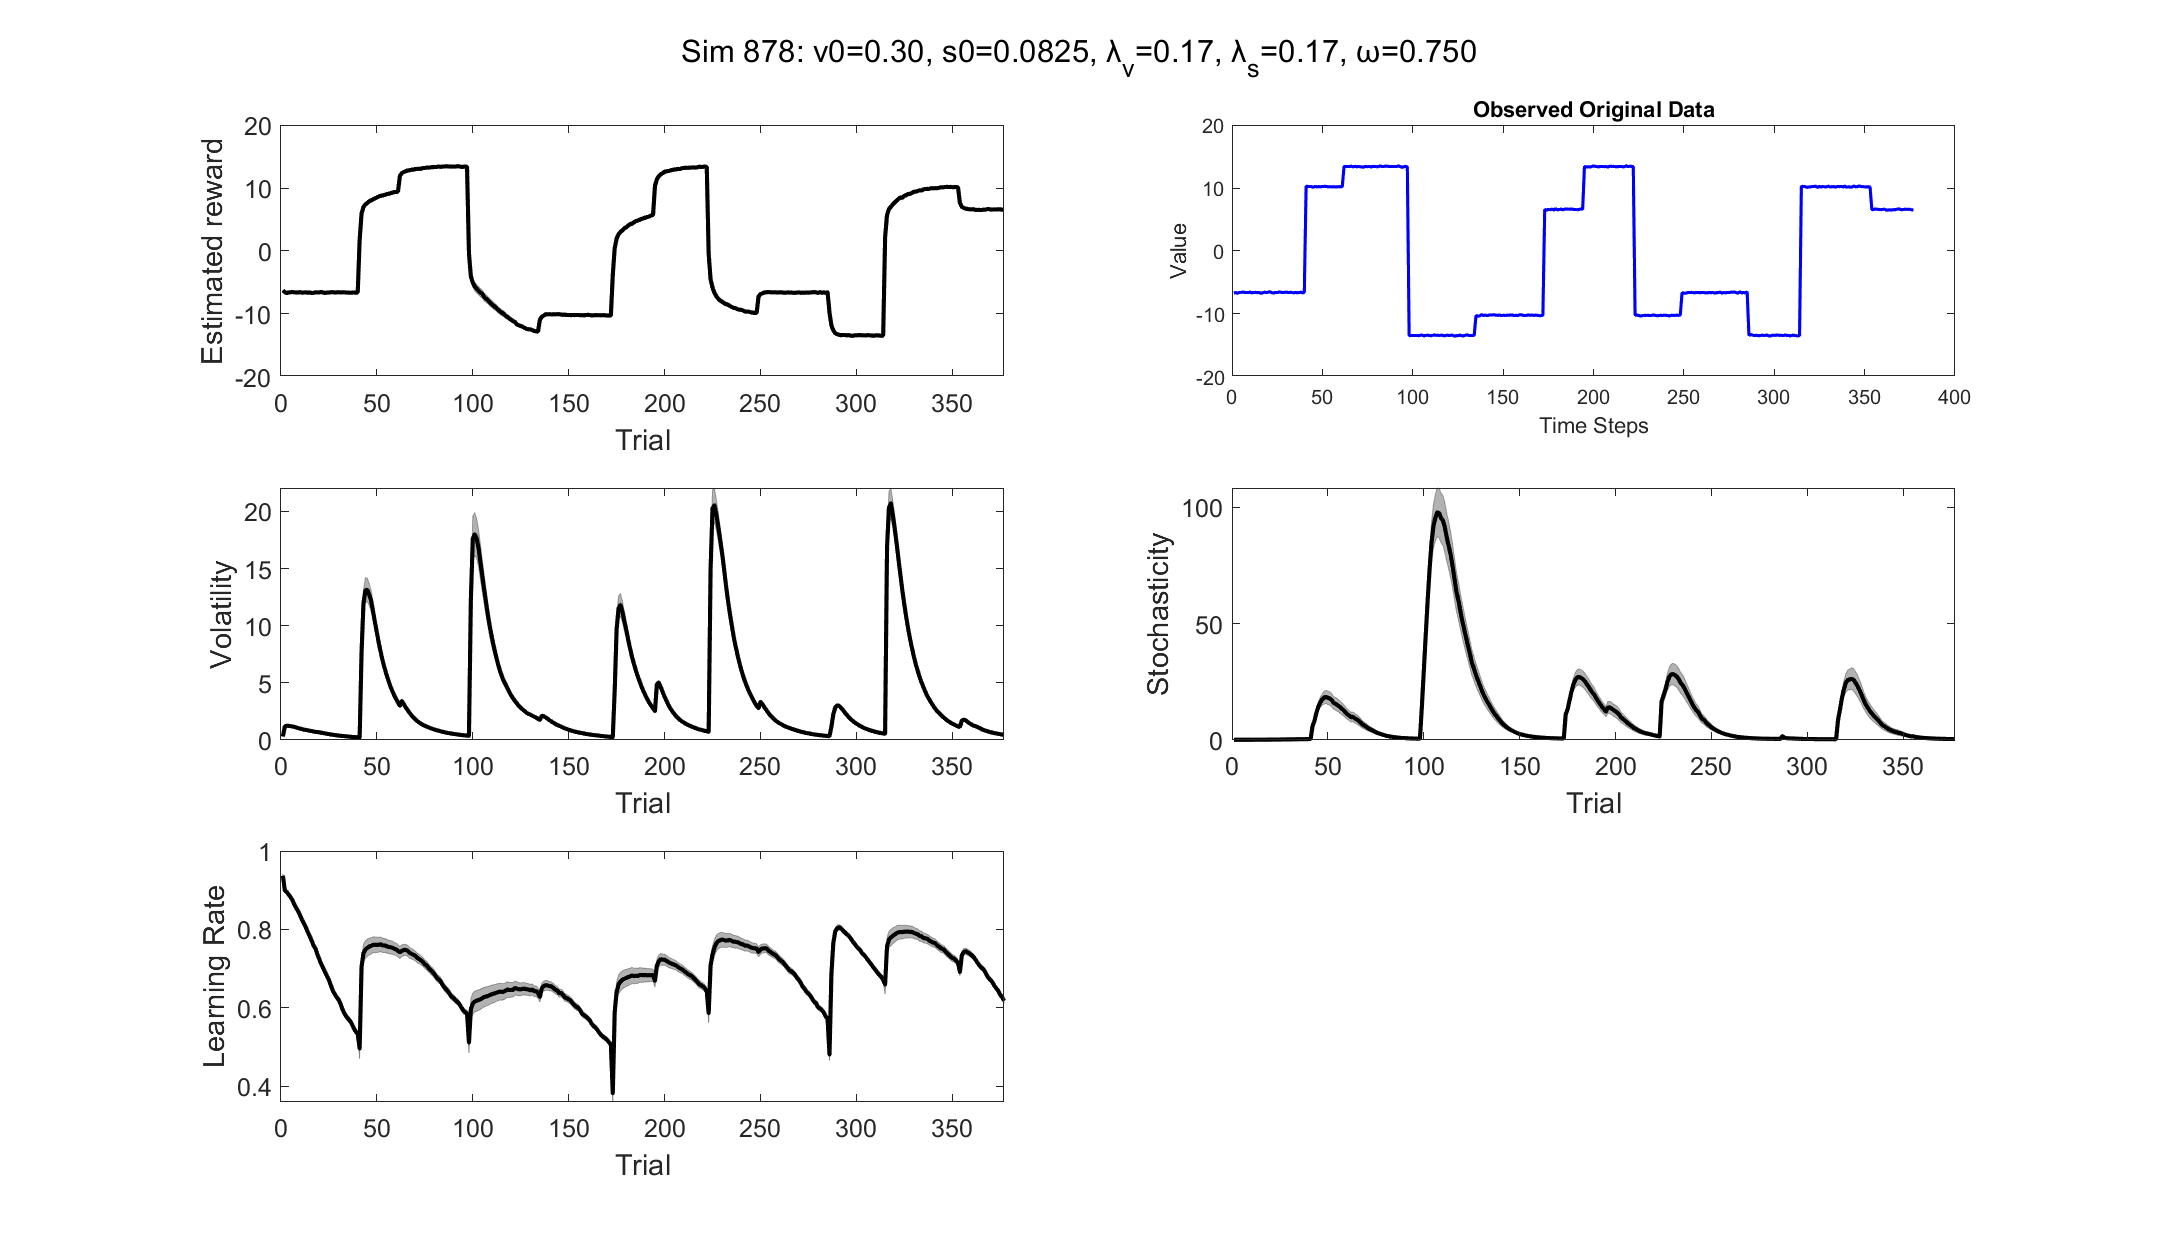 Sim 878: v0=0.30, s0=0.0825, λv=0.17, λs=0.17, ω=0.750
20
10
0
-10
-20
Estimated reward
0 50 100 150 200 250 300 350
Trial
Observed Original Data
20
10
0
-10
-20
Value
0 50 100 150 200 250 300 350 400
Time Steps
20
15
10
5
0
Volatility
0 50 100 150 200 250 300 350
Trial
100
50
0
Stochasticity
0 50 100 150 200 250 300 350
Trial
1
0.8
0.6
0.4
Learning Rate
0 50 100 150 200 250 300 350
Trial